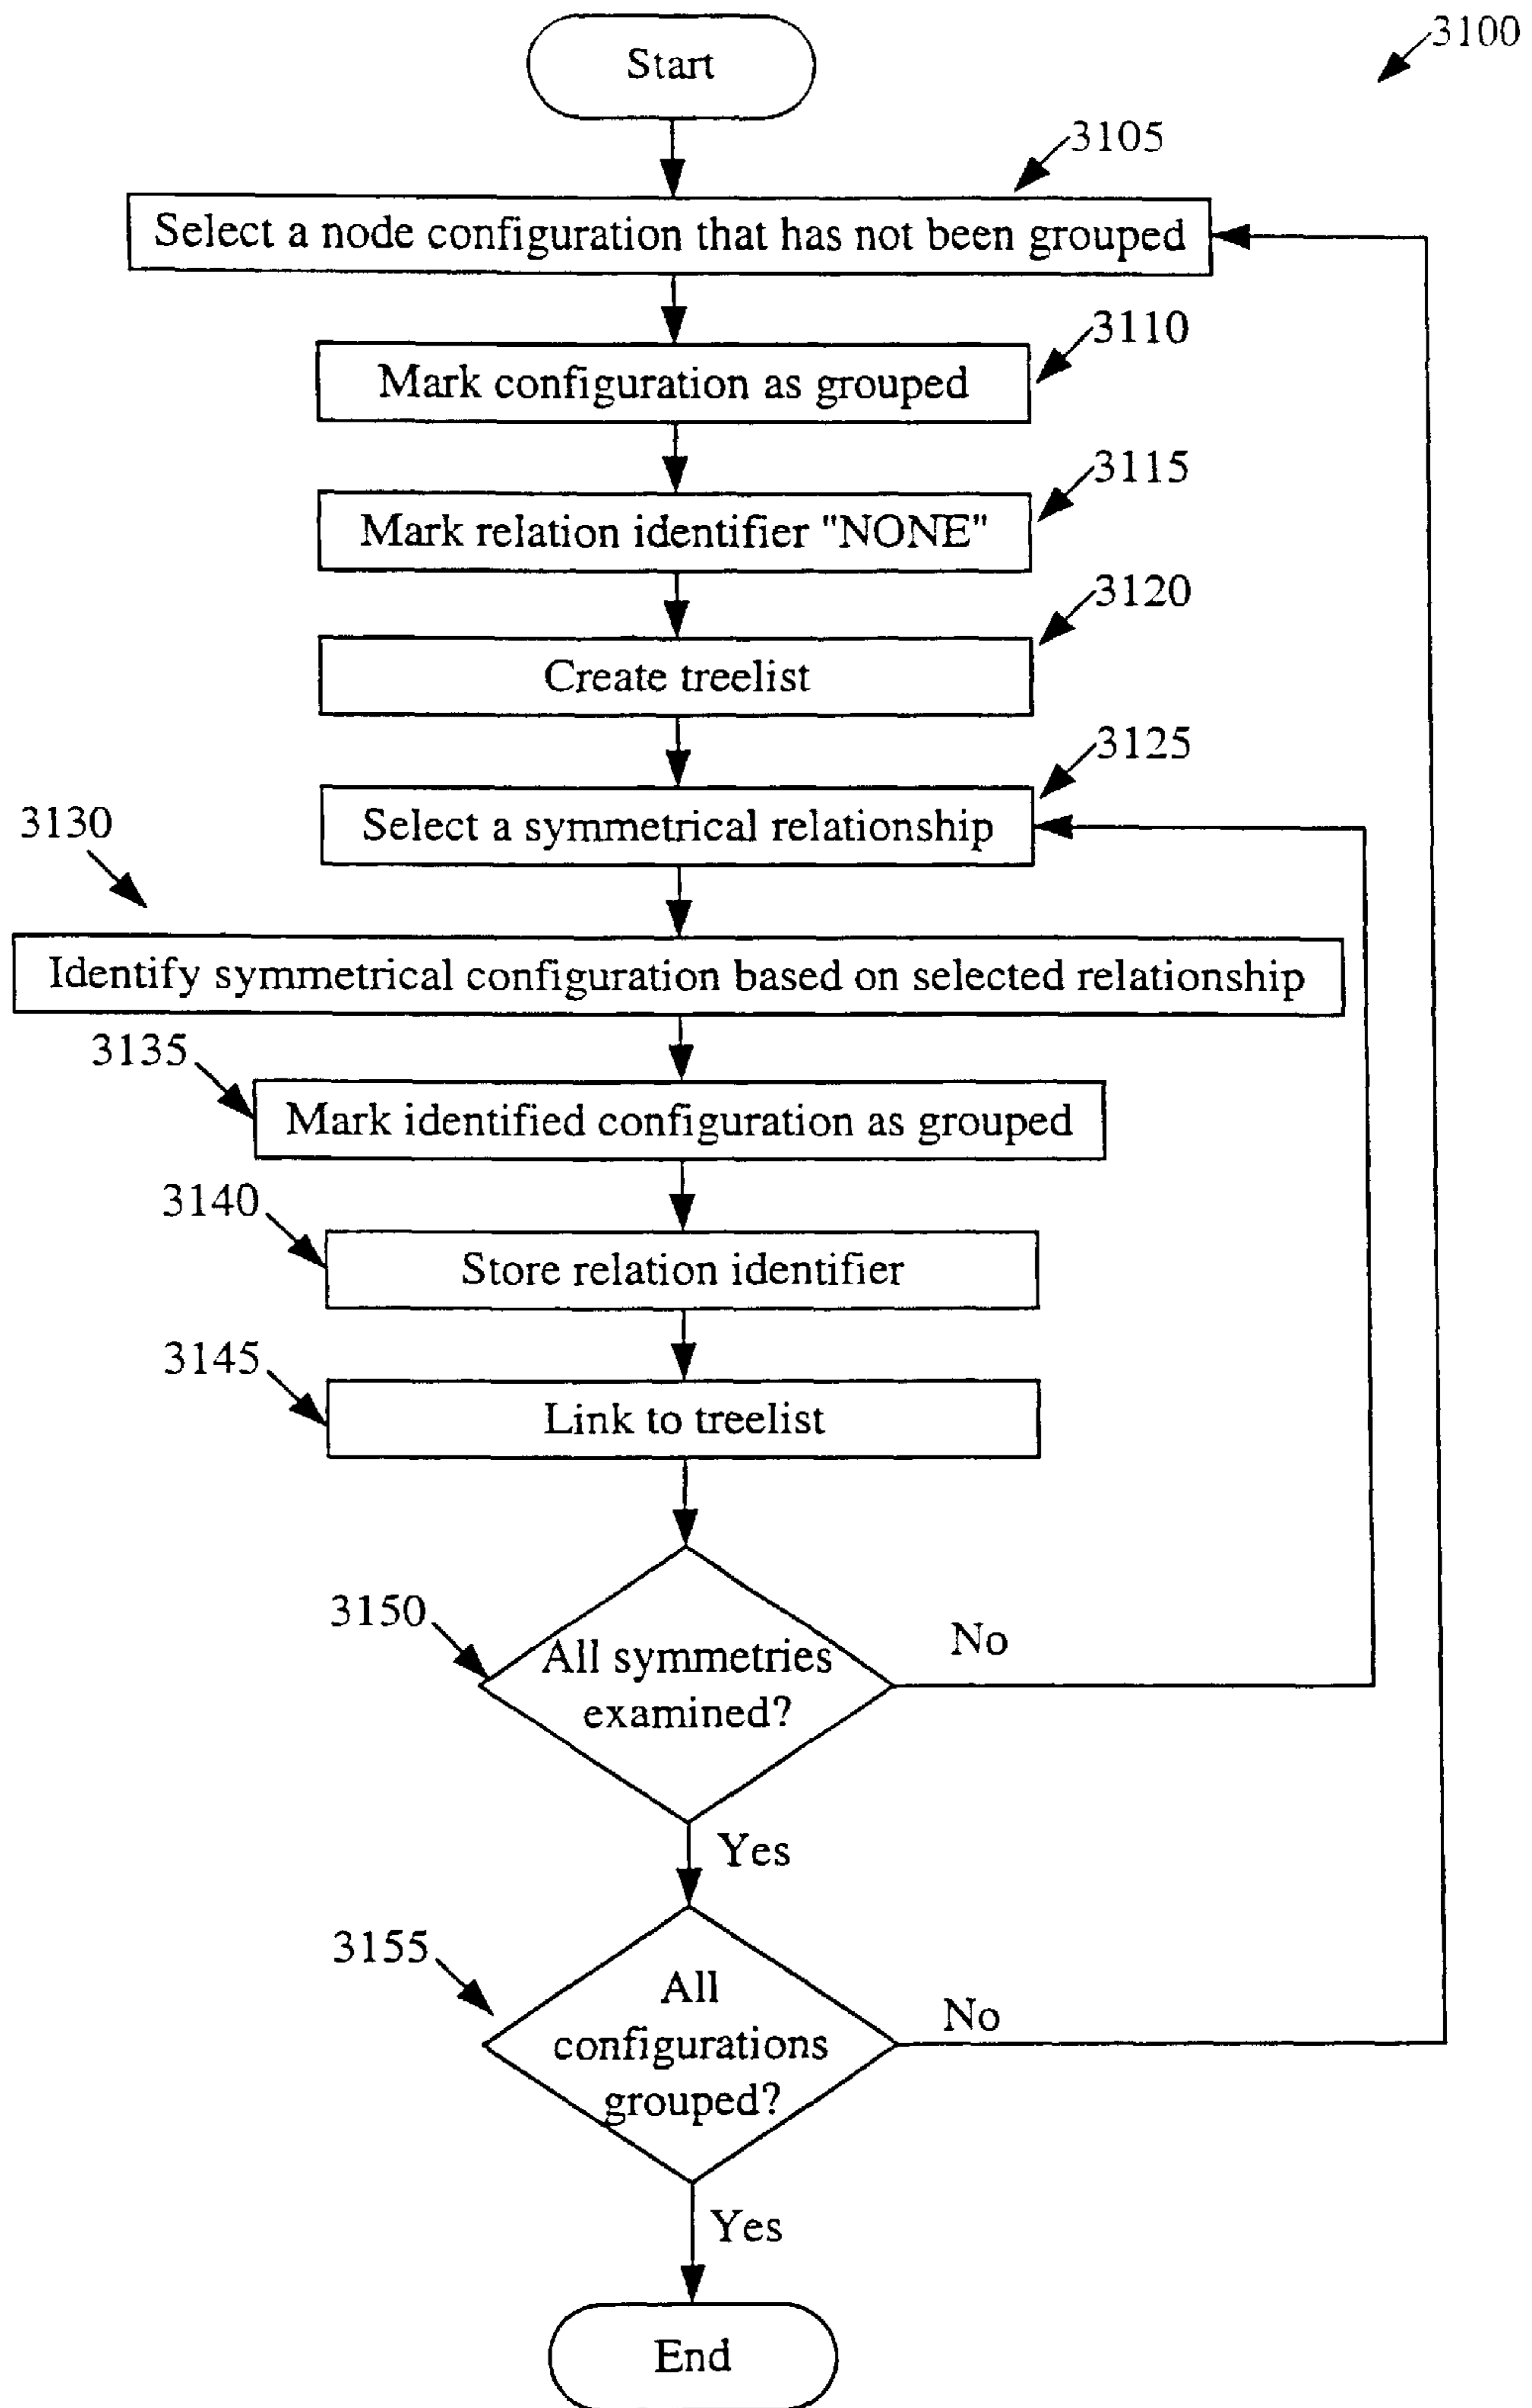 Start
3100
3105
Select a node configuration that has not been grouped
3110
Mark configuration as grouped
3115
Mark relation identifier "NONE"
3120
Create treelist
3125
Select a symmetrical relationship
3130
Identify symmetrical configuration based on selected relationship
3135
Mark identified configuration as grouped
3140
Store relation identifier
3145
Link to treelist
3150
All symmetries
examined?
No
Yes
3155
All
configurations
grouped?
No
Yes
End